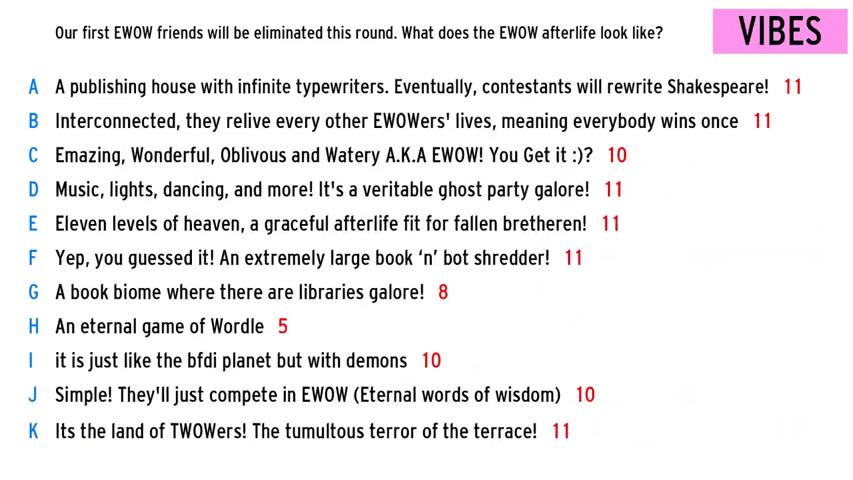 Our first EWOW friends will be eliminated this round. What does the EWOW afterlife look like?
VIBES
A A publishing house with infinite typewriters. Eventually, contestants will rewrite Shakespeare! 11
B Interconnected, they relive every other EWOWers' lives, meaning everybody wins once 11
C Emazing, Wonderful, Oblivous and Watery A.K.A EWOW! You Get it :)? 10
D Music, lights, dancing, and more! It's a veritable ghost party galore! 11
E Eleven levels of heaven, a graceful afterlife fit for fallen bretheren! 11
F Yep, you guessed it! An extremely large book ‘n’ bot shredder! 11
G A book biome where there are libraries galore! 8
H An eternal game of Wordle 5
I it is just like the bfdi planet but with demons 10
J Simple! They'll just compete in EWOW (Eternal words of wisdom) 10
K Its the land of TWOWers! The tumultous terror of the terrace! 11